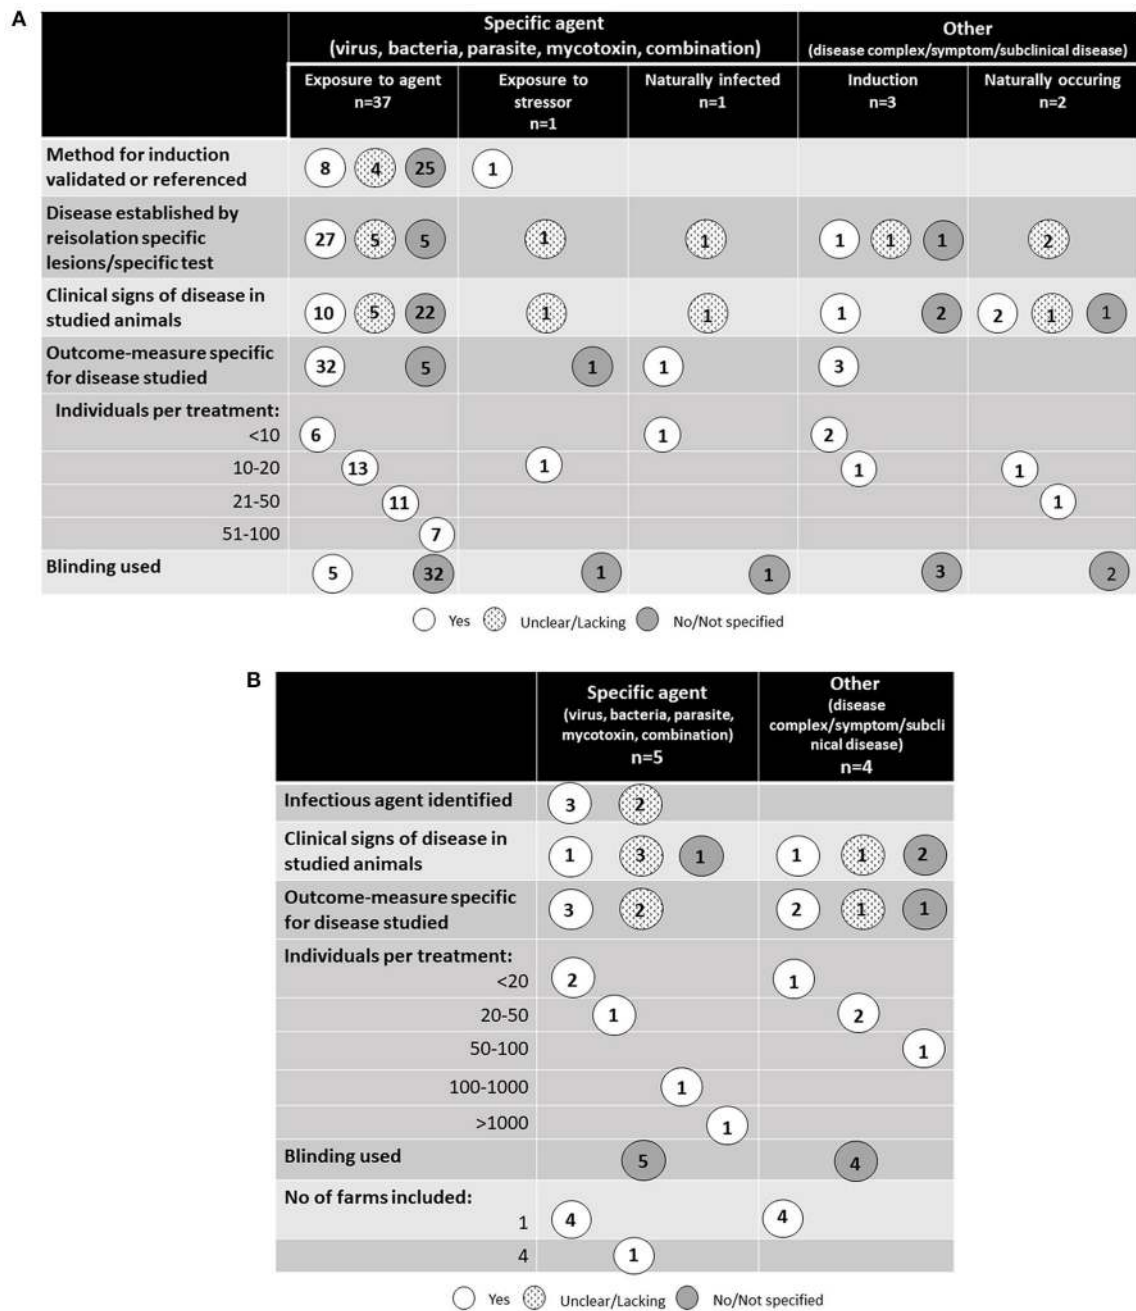 A
Specific agent
(virus, bacteria, parasite, mycotoxin, combination)
Other
(disease complex/symptom/subclinical disease)
Exposure to agent
n=37
Exposure to
stressor
n=1
Naturally infected
n=1
Induction
n=3
Naturally occuring
n=2
Method for induction
validated or referenced
8 4 25 1
Disease established by
reisolation specific
lesions/specific test
27 5 5 1 1 1 1 1 2
Clinical signs of disease in
studied animals
10 5 22 1 1 1 2 2 1 1
Outcome-measure specific
for disease studied
32 5 1 1 3
Individuals per treatment:
<10 6 1 2
10-20 13 1 1 1
21-50 11 1
51-100 7
Blinding used 5 32 1 1 3 2
Yes Unclear/Lacking No/Not specified
B
Specific agent
(virus, bacteria, parasite,
mycotoxin, combination)
n=5
Other
(disease
complex/symptom/subcli
nical disease)
n=4
Infectious agent identified 3 2
Clinical signs of disease in
studied animals
1 3 1 1 1 2
Outcome-measure specific
for disease studied
3 2 2 1 1
Individuals per treatment:
<20 2 1
20-50 1 2
50-100 1
100-1000 1
>1000 1
Blinding used 5 4
No of farms included:
1 4 4
4 1
Yes Unclear/Lacking No/Not specified